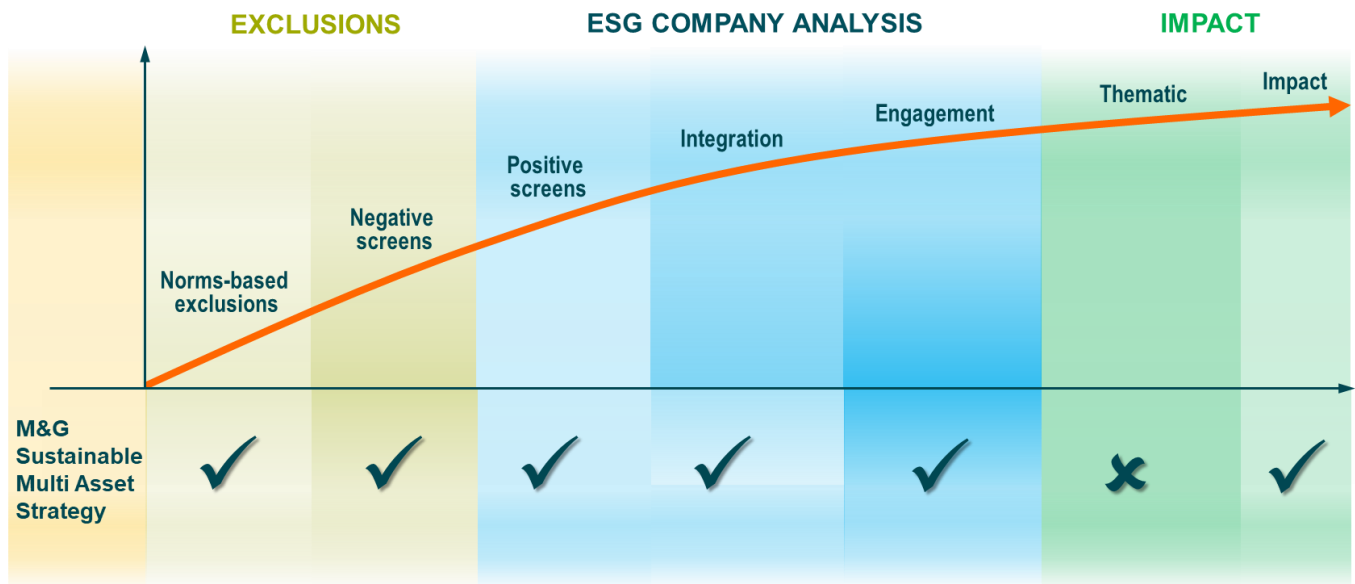 EXCLUSIONS
ESG COMPANY ANALYSIS
IMPACT
Norms-based
exclusions
Negative
screens
Positive
screens
Integration
Engagement
Thematic
Impact
M&G
Sustainable
Multi Asset
Strategy